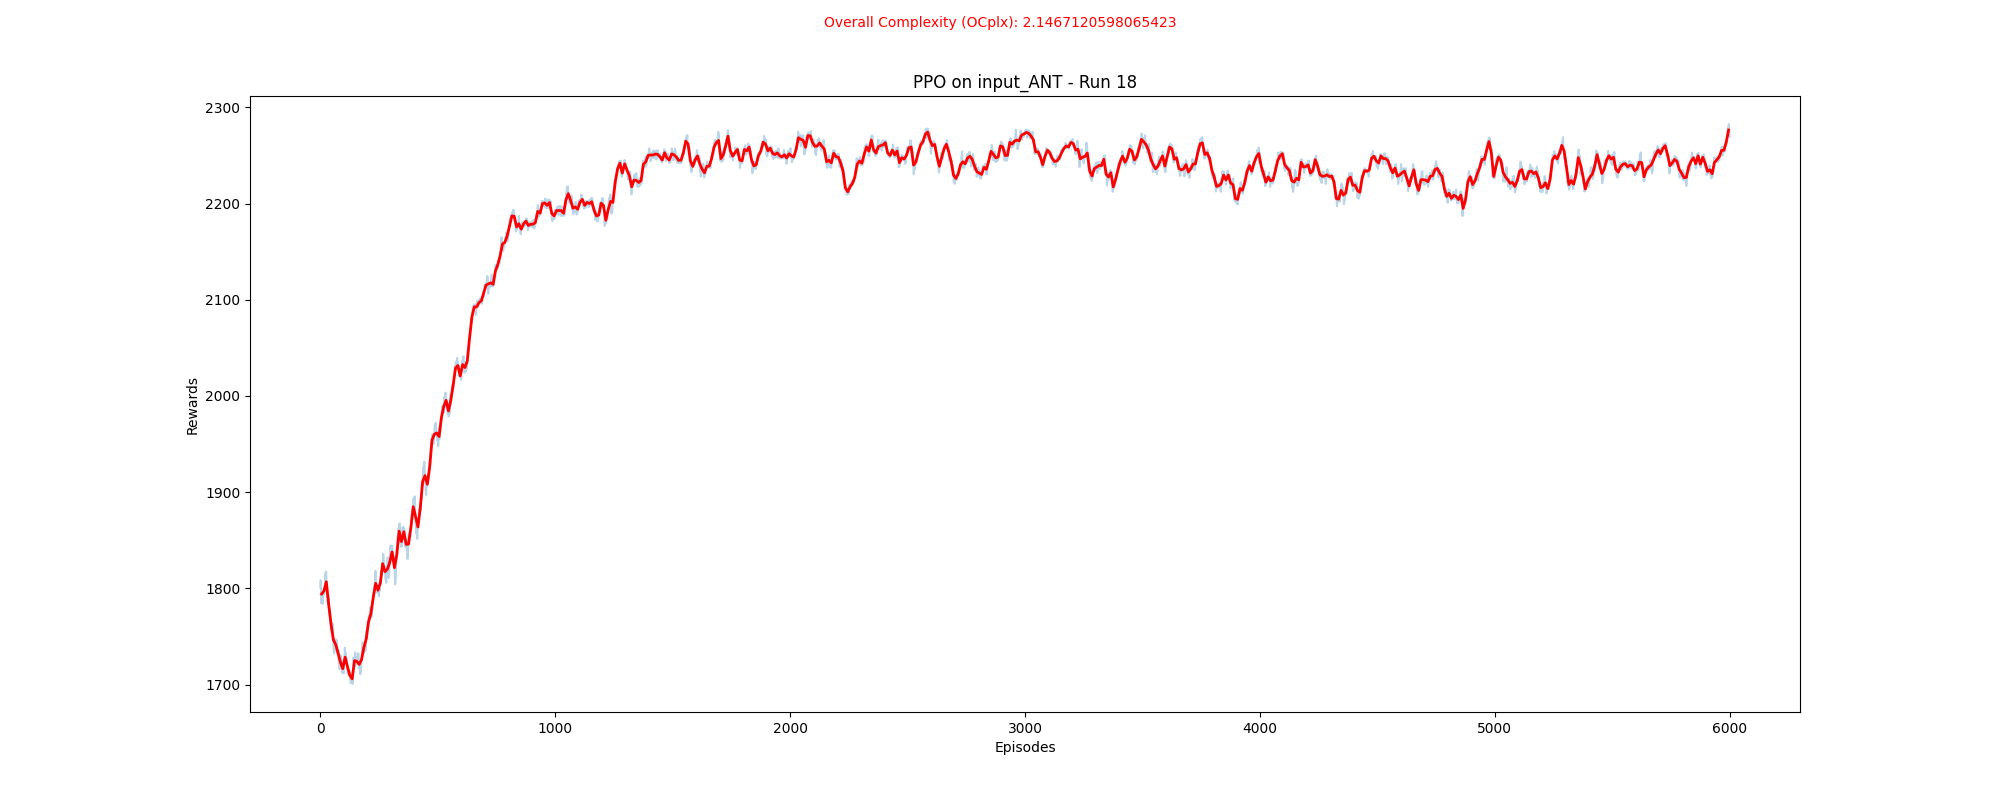 Overall Complexity (OCplx): 2.1467120598065423
PPO on input_ANT - Run 18
2300
2200
2100
2000
1900
1800
1700
Rewards
0 1000 2000 3000 4000 5000 6000
Episodes